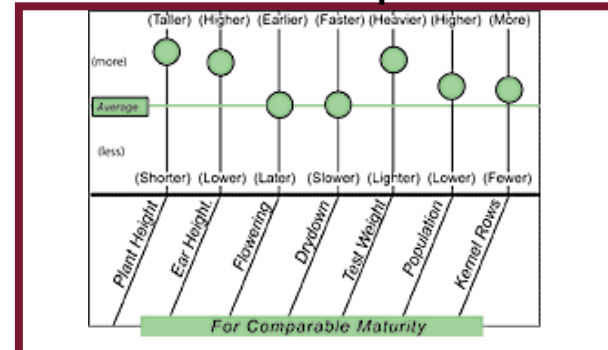 (Taller) (Higher) (Earlier) (Faster) (Heavier) (Higher) (More)
(more)
Average
(less)
(Shorter) (Lower) (Later) (Slower) (Lighter) (Lower) (Fewer)
Plant Height
Ear Height.
Flowering
Drydown
Test Weight
Population
Kernel Rows
For Comparable Maturity